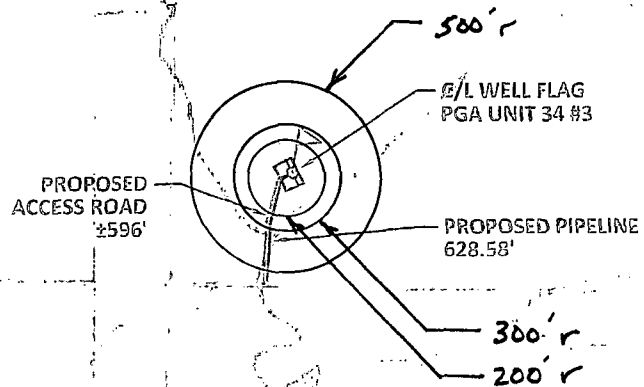 500' r
C/L WELL FLAG
PGA UNIT 34 #3
PROPOSED
ACCESS ROAD
±596'
PROPOSED PIPELINE
628.58'
300' r
200' r